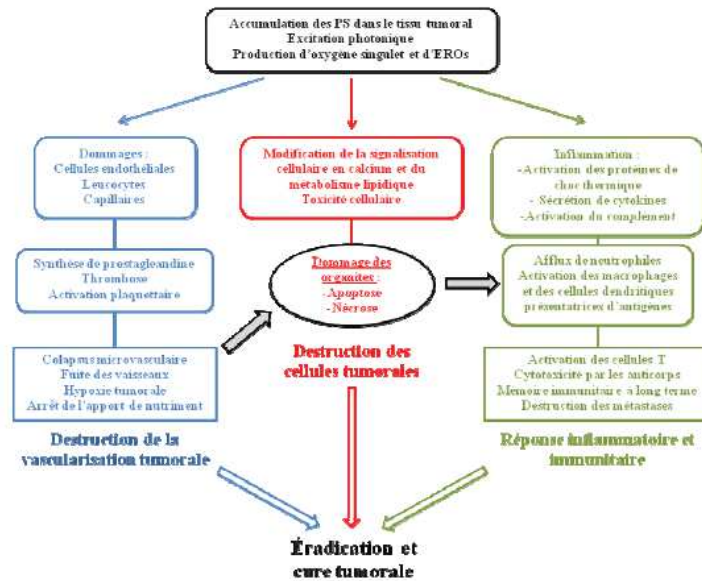 Accumulation des PS dans le tissu tumoral
Excitation photonique
Production d'oxygène singulet et d'EROs
Dommages :
Cellules endothéliales
Leucocytes
Capillaires
Modification de la signalisation
cellulaire en calcium et du
métabolisme lipidique
Toxicité cellulaire
Inflammation :
-Activation des protéines de
choc thermique
- Sécrétion de cytokines
-Activation du complément
Synthèse de prostagleandine
Thrombose
Activation plaquettaire
Dommage des
organites :
-Apoptose
-Nécrose
Afflux de neutrophiles
Activation des macrophages
et des cellules dendritiques
présentatrices d'antigènes
Colapsus microvasculaire
Fuite des vaisseaux
Hypoxie tumorale
Arrêt de l'apport de nutriment
Destruction des
cellules tumorales
Activation des cellules T
Cytotoxicité par les anticorps
Mémoire immunitaire a long terme
Destruction des métastases
Destruction de la
vascularisation tumorale
Réponse inflammatoire et
immunitaire
Éradication et
cure tumorale